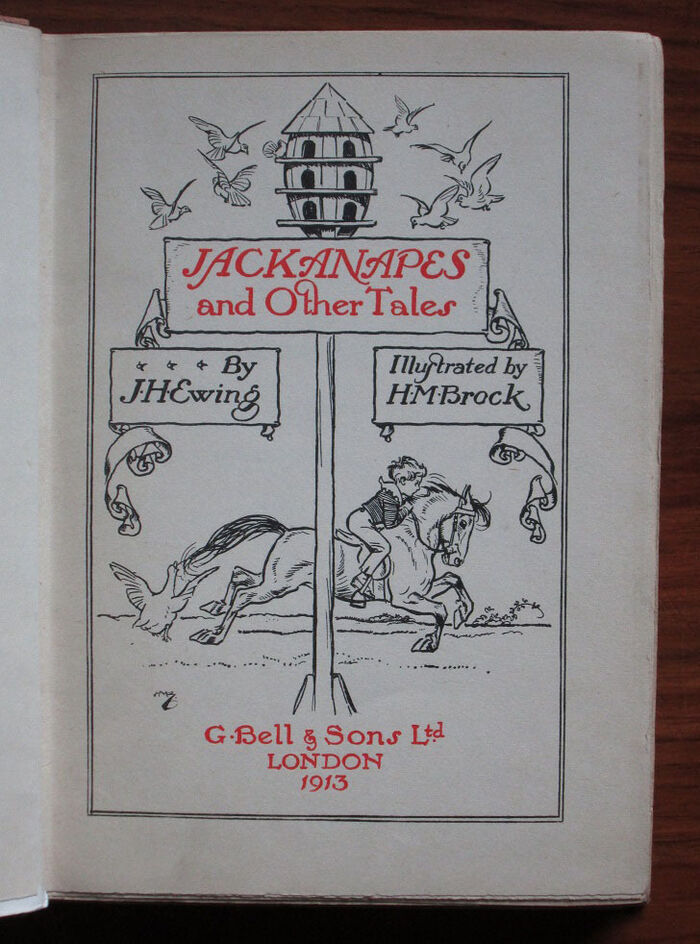 JACKANAPES
and Other Tales
By
J.H Ewing
Illustrated by
H.M.Brock
G.Bell & Sons Ltd
LONDON
1913